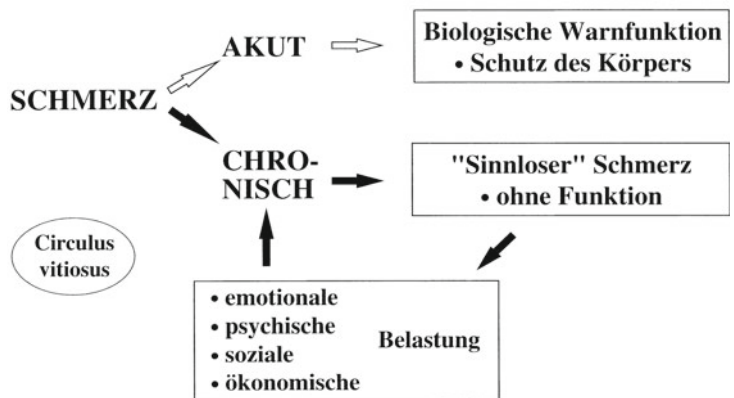 AKUT
Biologische Warnfunktion
• Schutz des Körpers
SCHMERZ
CHRO-
NISCH
"Sinnloser" Schmerz
• ohne Funktion
Circulus
vitiosus
• emotionale
• psychische
• soziale
• ökonomische
Belastung